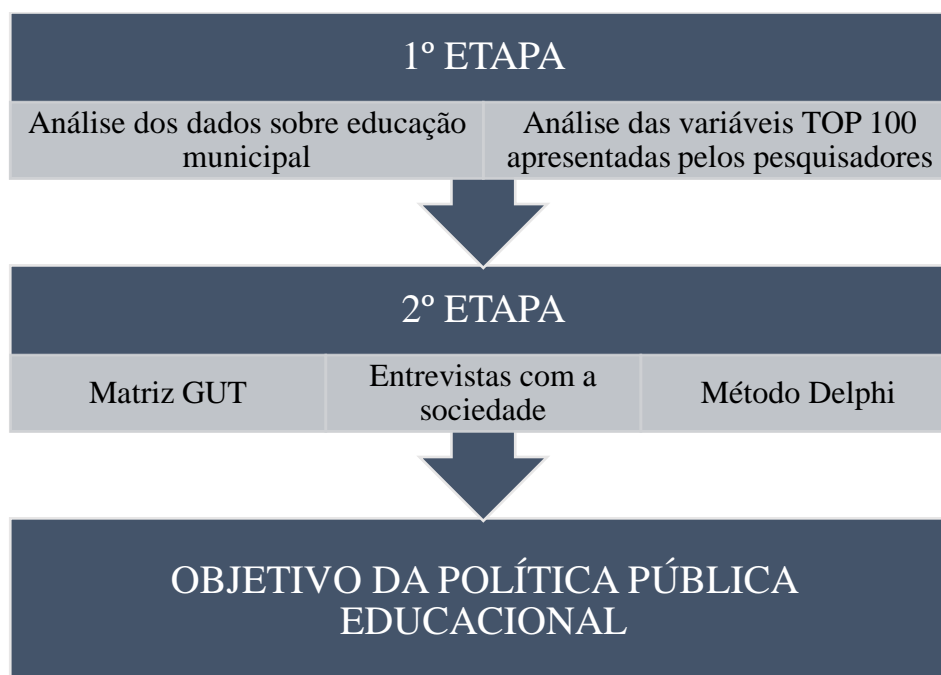 1º ETAPA
Análise dos dados sobre educação
municipal
Análise das variáveis TOP 100
apresentadas pelos pesquisadores
2º ETAPA
Matriz GUT
Entrevistas com a
sociedade
Método Delphi
OBJETIVO DA POLÍTICA PÚBLICA
EDUCACIONAL